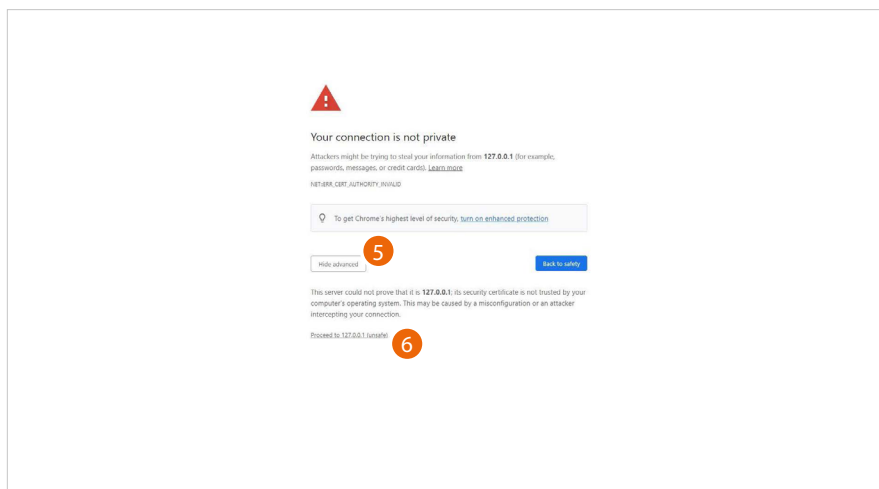 Your connection is not private
Attackers might be trying to steal your information from 127.0.0.1 (for example,
passwords, messages, or credit cards). Learn more
NET::ERR_CERT_AUTHORITY_INVALID
To get Chrome's highest level of security, turn on enhanced protection
5
Hide advanced
Back to safety
This server could not prove that it is 127.0.0.1; its security certificate is not trusted by your
computer's operating system. This may be caused by a misconfiguration or an attacker
intercepting your connection.
Proceed to 127.0.0.1 (unsafe)
6